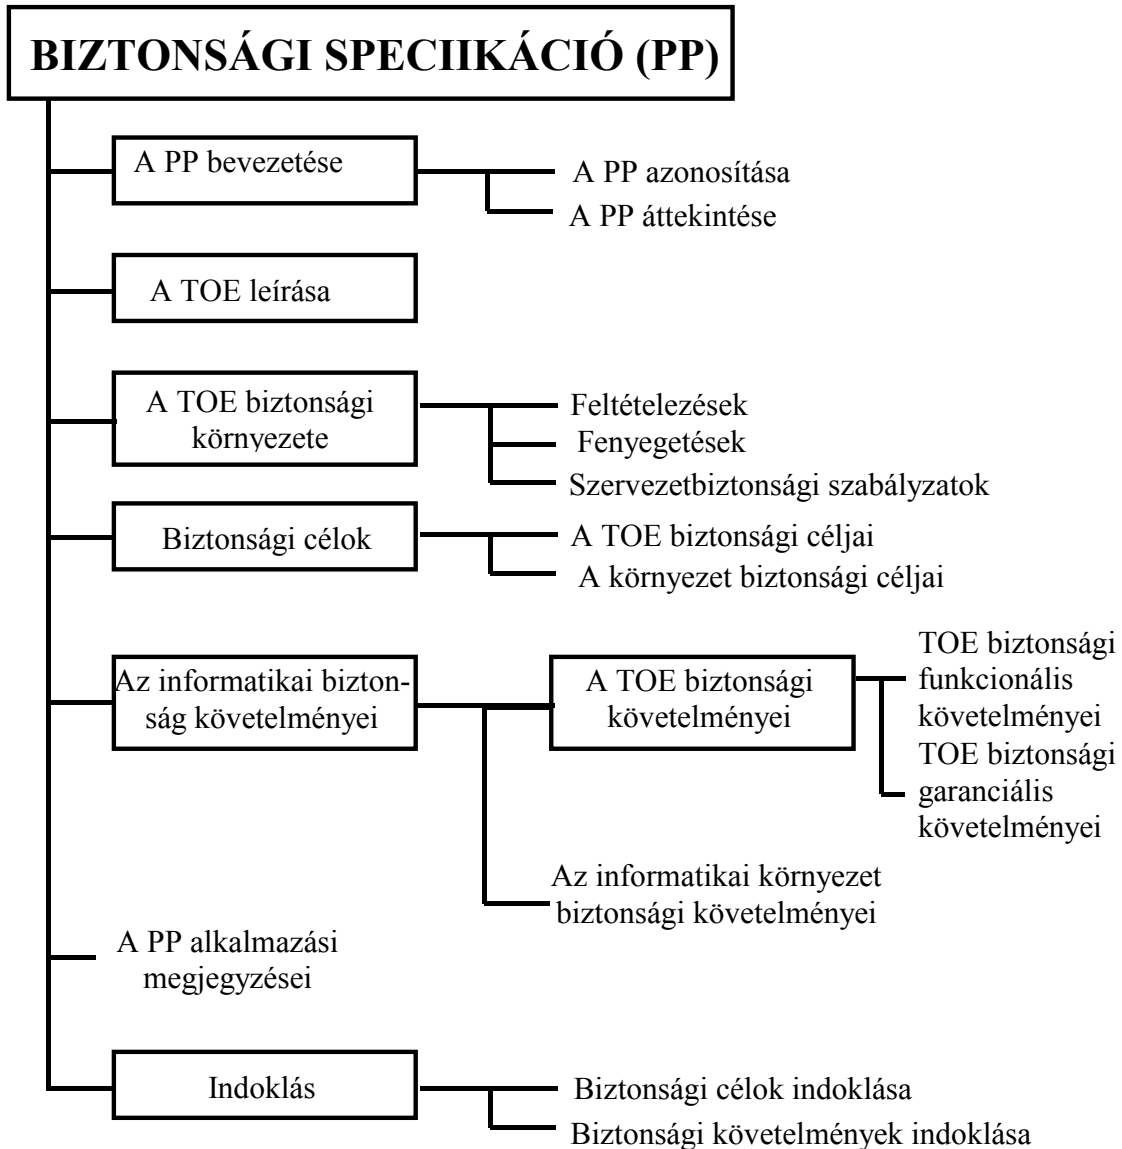 BIZTONSÁGI SPECIIKÁCIÓ (PP)
A PP bevezetése
A PP azonosítása
A PP áttekintése
A TOE leírása
A TOE biztonsági
környezete
Feltételezések
Fenyegetések
Szervezetbiztonsági szabályzatok
Biztonsági célok
A TOE biztonsági céljai
A környezet biztonsági céljai
Az informatikai bizton-
ság követelményei
A TOE biztonsági
követelményei
TOE biztonsági
funkcionális
követelményei
TOE biztonsági
garanciális
követelményei
Az informatikai környezet
biztonsági követelményei
A PP alkalmazási
megjegyzései
Indoklás
Biztonsági célok indoklása
Biztonsági követelmények indoklása